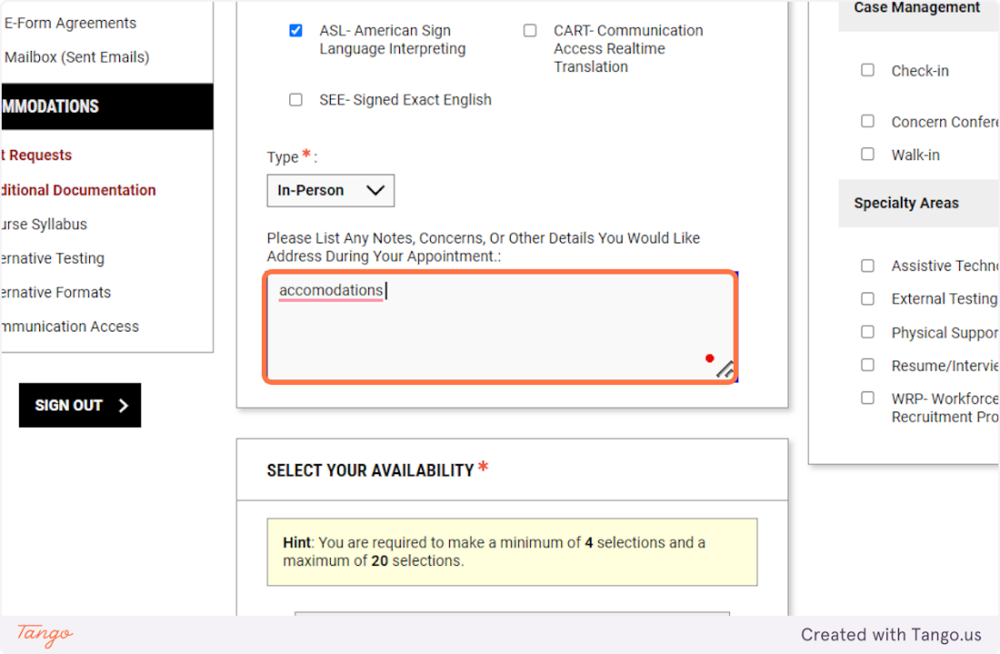 E-Form Agreements
Mailbox (Sent Emails)
MMODATIONS
t Requests
ditional Documentation
urse Syllabus
ernative Testing
ernative Formats
mmunication Access
SIGN OUT
ASL- American Sign
Language Interpreting
CART- Communication
Access Realtime
Translation
SEE- Signed Exact English
Type *:
In-Person
Please List Any Notes, Concerns, Or Other Details You Would Like
Address During Your Appointment.:
accomodations
SELECT YOUR AVAILABILITY *
Hint: You are required to make a minimum of 4 selections and a
maximum of 20 selections.
Case Management
Check-in
Concern Confere
Walk-in
Specialty Areas
Assistive Techno
External Testing
Physical Suppor
Resume/Intervie
WRP- Workforce
Recruitment Pro
Tango
Created with Tango.us